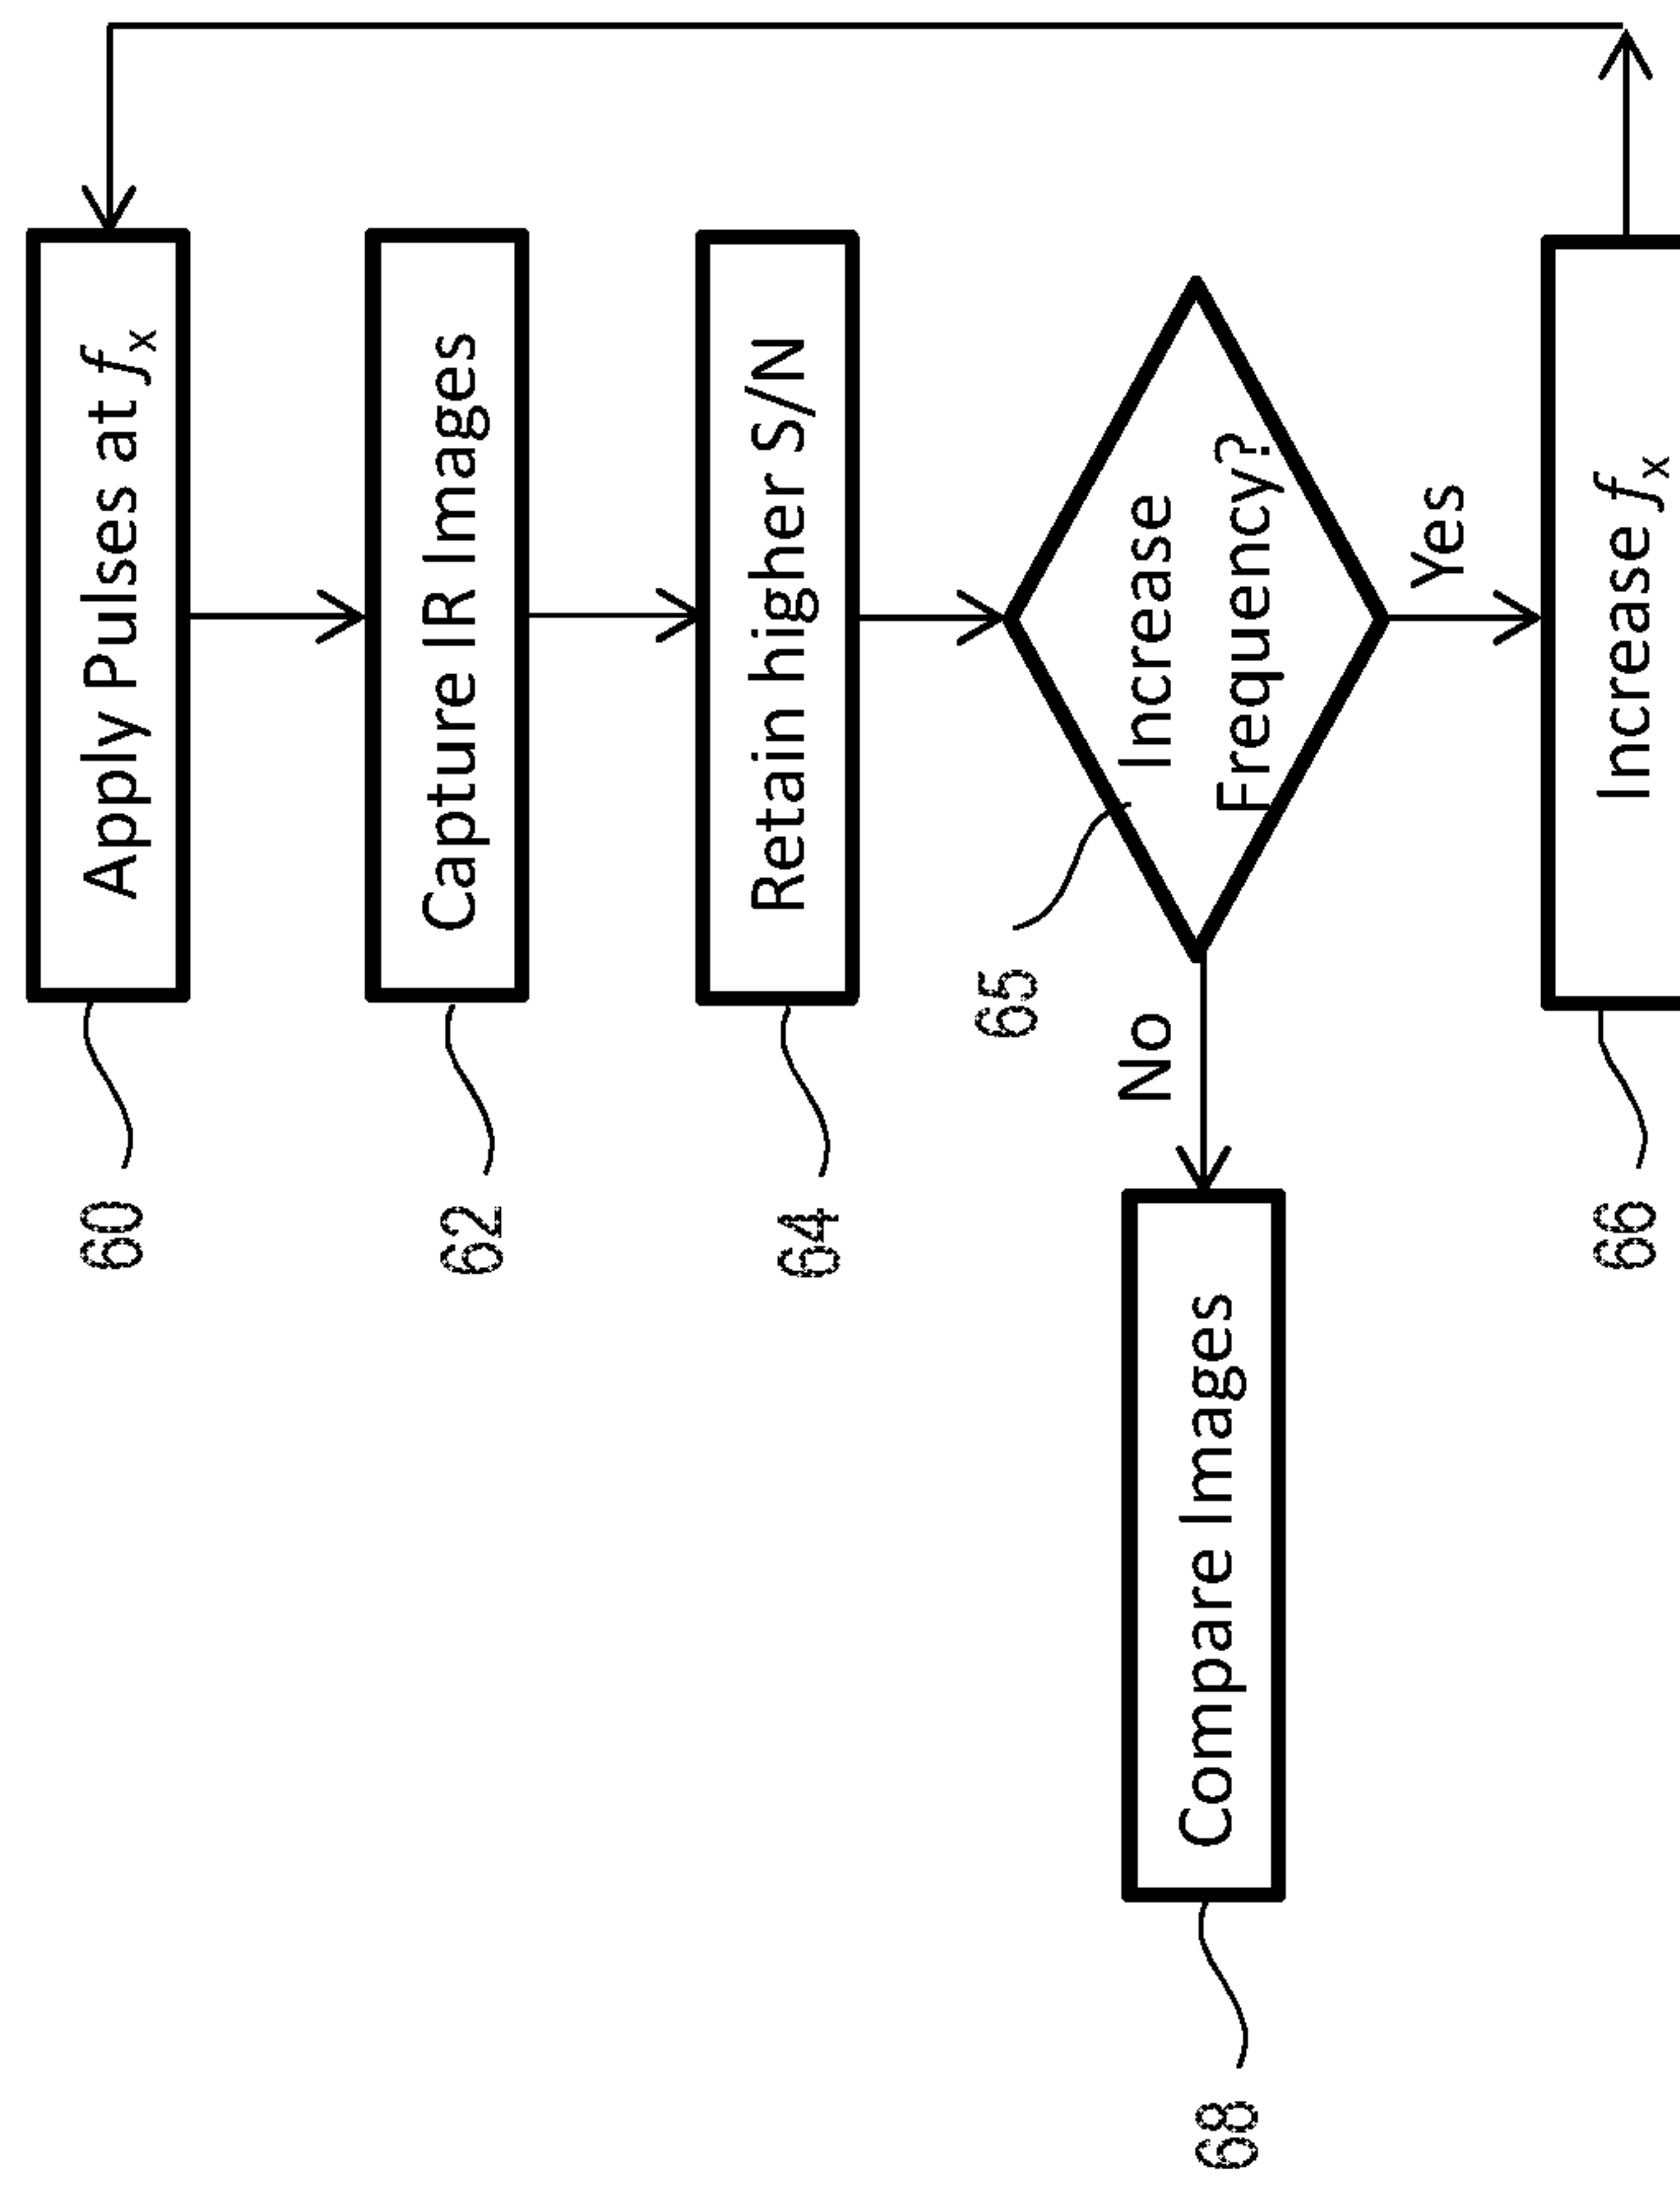 60
Apply Pulses at fx
62
Capture IR Images
64
Retain higher S/N
65
Increase
Frequency?
No
Yes
68
Compare Images
66
Increase fx